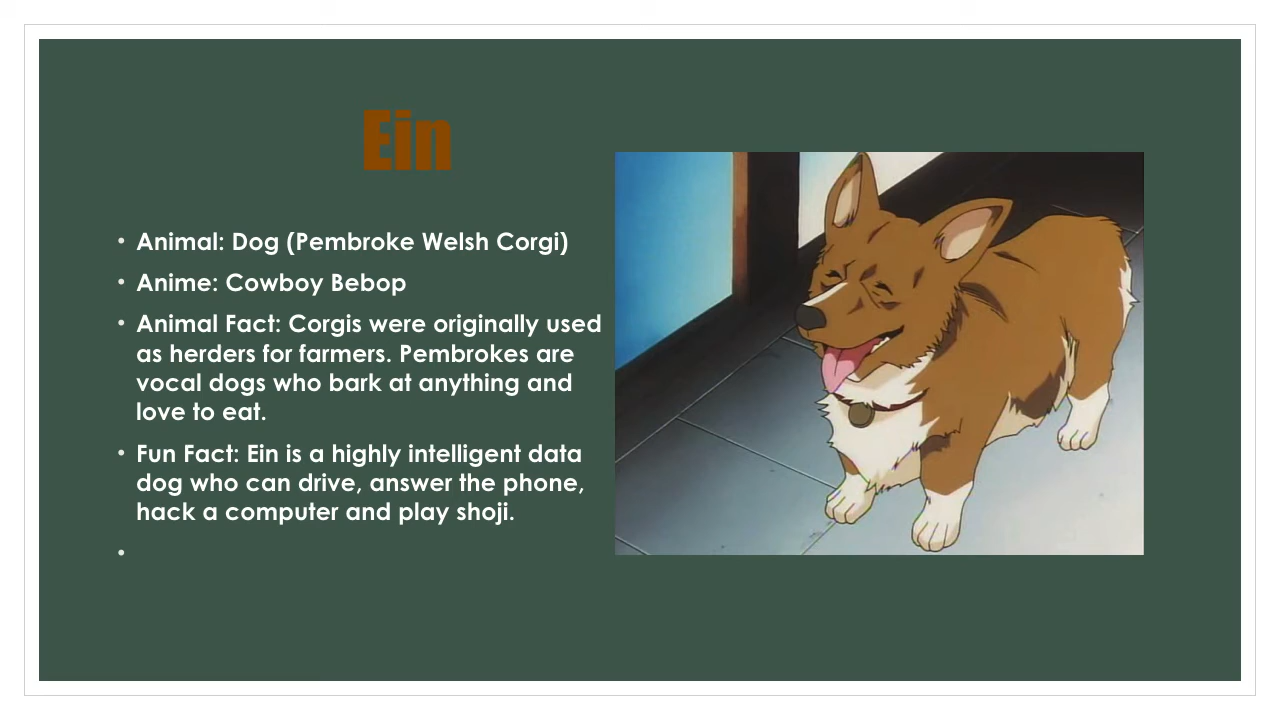 Ein
• Animal: Dog (Pembroke Welsh Corgi)
• Anime: Cowboy Bebop
• Animal Fact: Corgis were originally used
as herders for farmers. Pembrokes are
vocal dogs who bark at anything and
love to eat.
• Fun Fact: Ein is a highly intelligent data
dog who can drive, answer the phone,
hack a computer and play shoji.
•